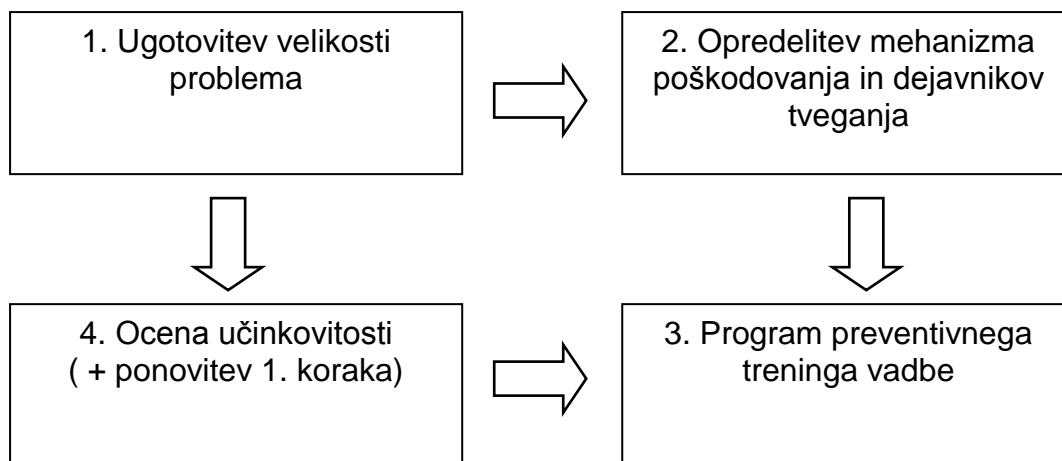 1. Ugotovitev velikosti
problema
2. Opredelitev mehanizma
poškodovanja in dejavnikov
tveganja
4. Ocena učinkovitosti
( + ponovitev 1. koraka)
3. Program preventivnega
treninga vadbe